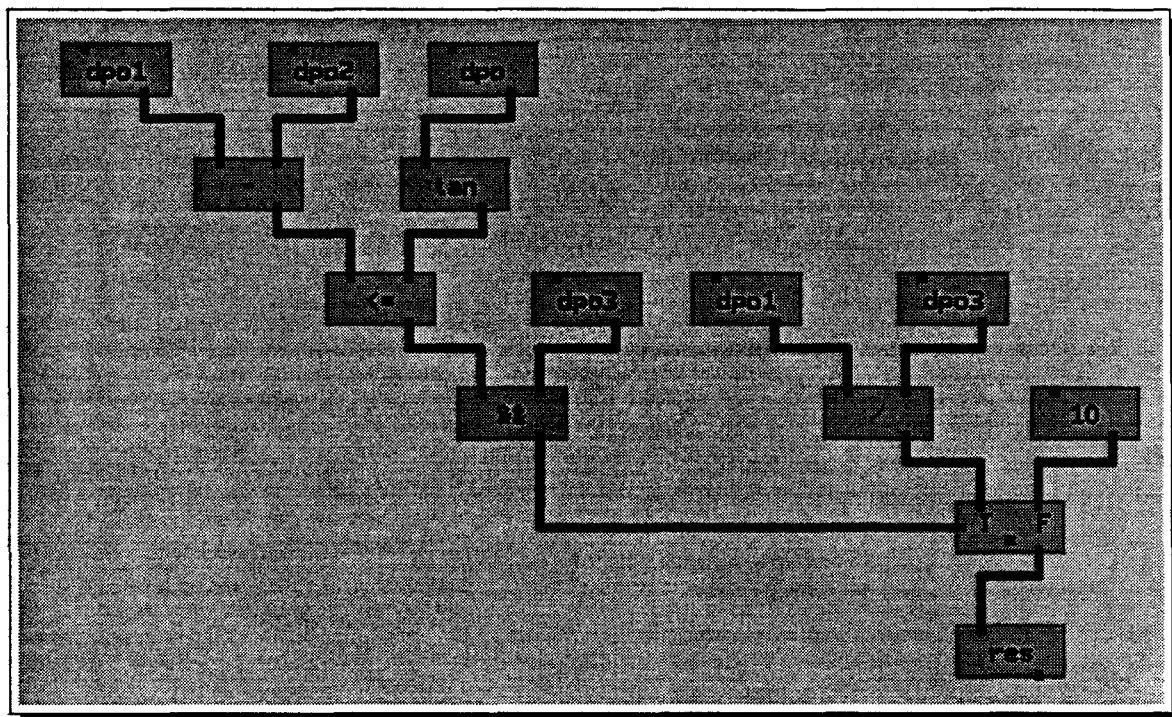 dpo1 dpo2 dpo
- tan
<= dpo3 dpo1 dpo3
&& / 10
T F
=
res